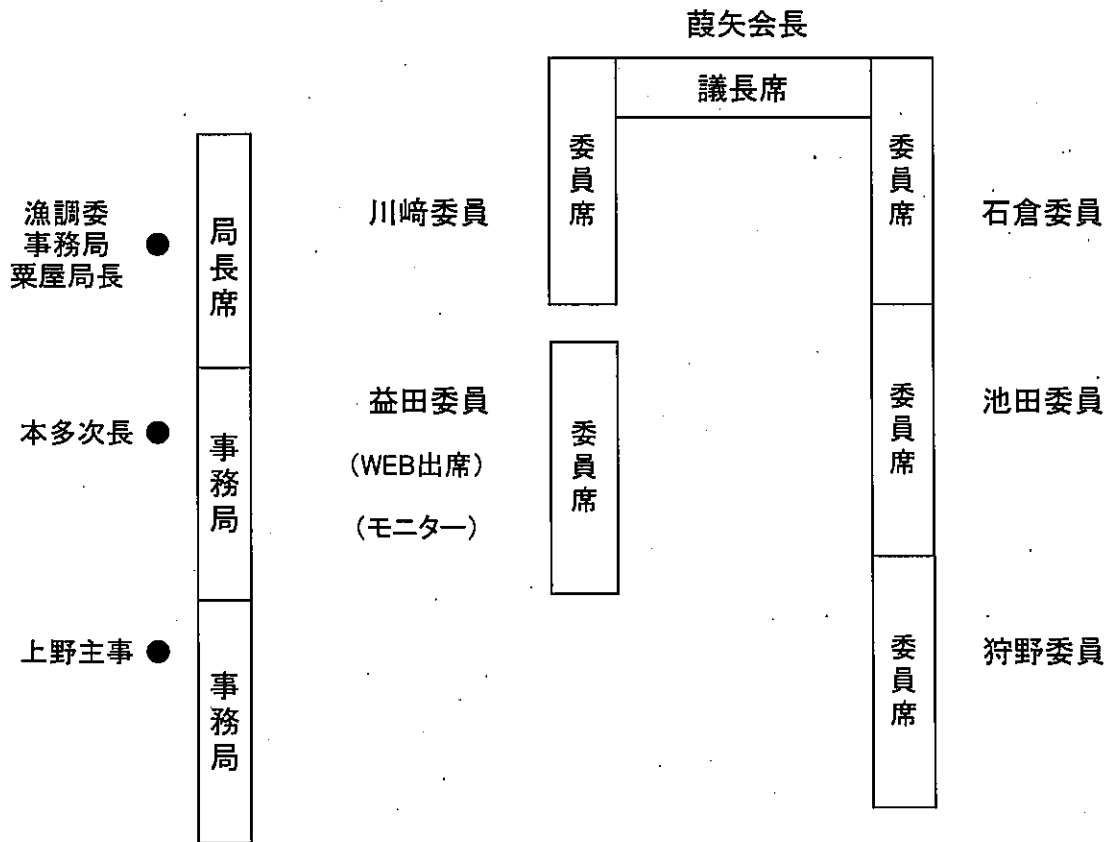 葭矢会長
議長席
委員席
委員席
漁調委
事務局
粟屋局長
局長席
川﨑委員
石倉委員
本多次長
事務局
益田委員
(WEB出席)
(モニター)
委員席
委員席
池田委員
上野主事
事務局
委員席
狩野委員